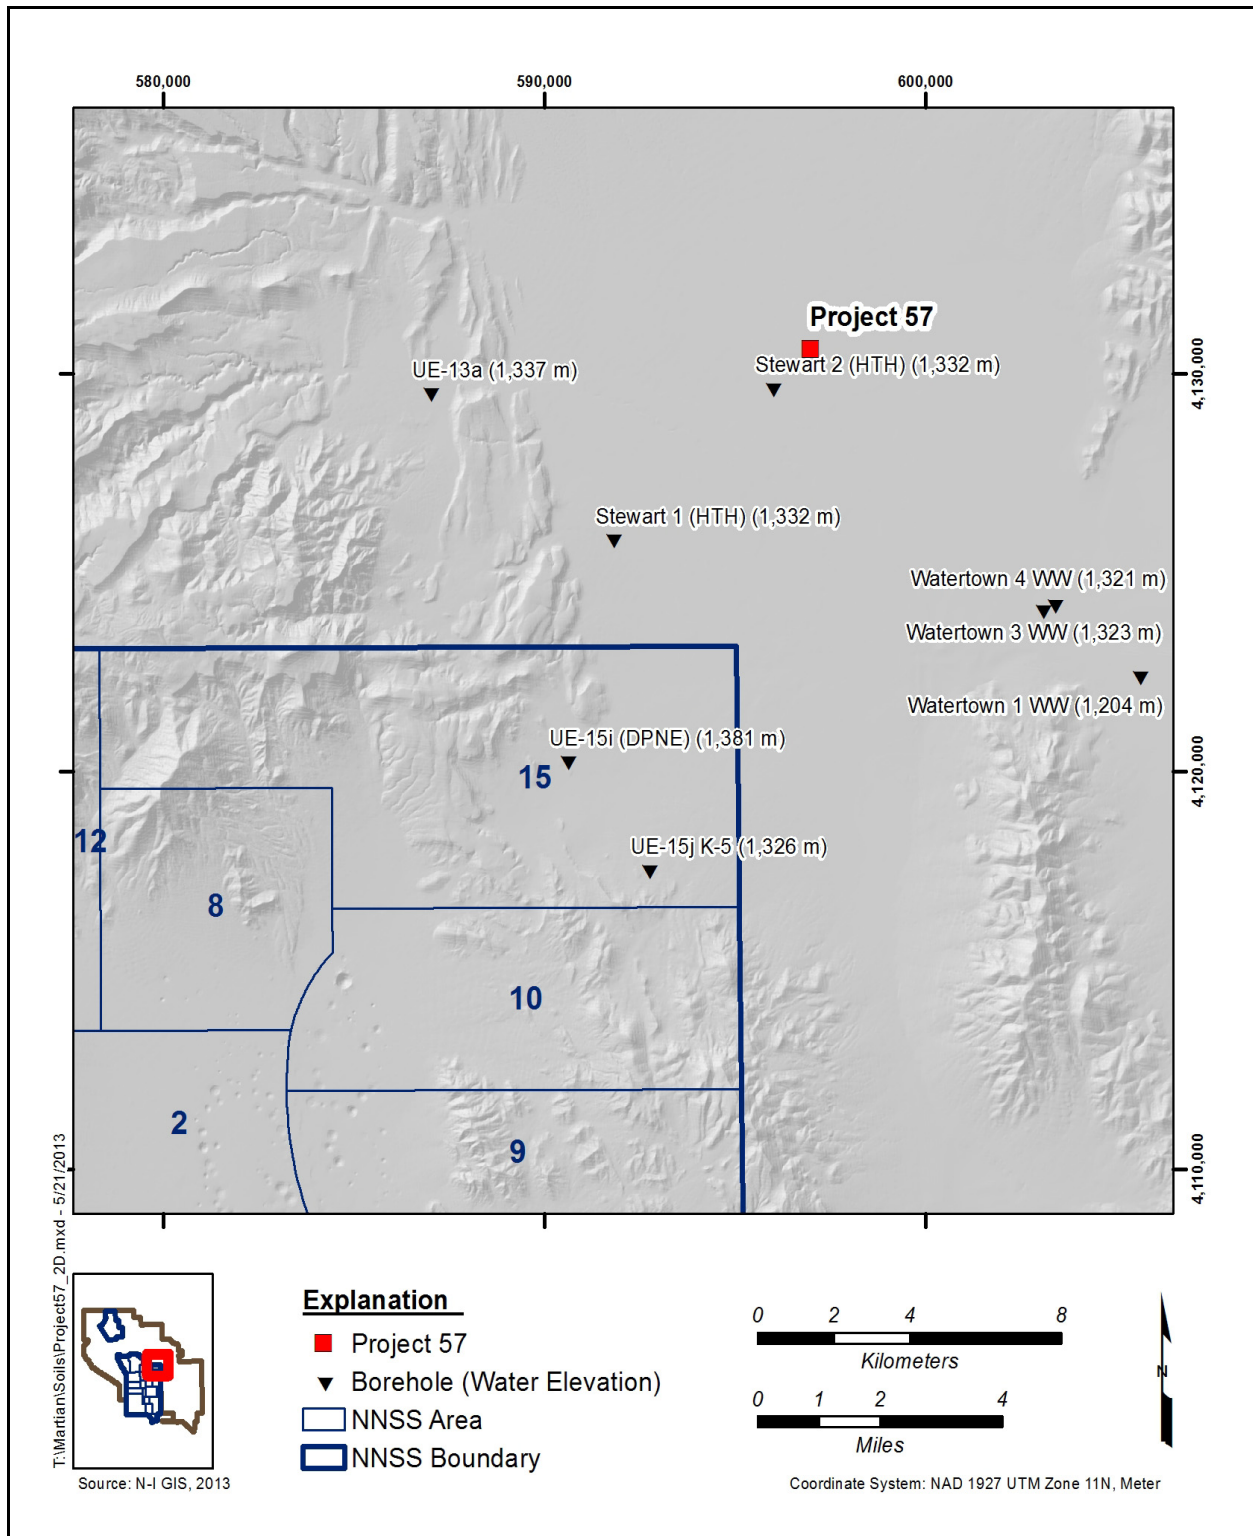 580,000
590,000
600,000
Project 57
Stewart 2 (HTH) (1,332 m)
UE-13a (1,337 m)
4,130,000
Stewart 1 (HTH) (1,332 m)
Watertown 4 WW (1,321 m)
Watertown 3 WW (1,323 m)
Watertown 1 WW (1,204 m)
UE-15i (DPNE) (1,381 m)
15
4,120,000
12
UE-15j K-5 (1,326 m)
8
10
2
9
4,110,000
T:\Martian\Soils\Project57_2D.mxd - 5/21/2013
Source: N-I GIS, 2013
Explanation
Project 57
Borehole (Water Elevation)
NNSS Area
NNSS Boundary
0 2 4 8
Kilometers
0 1 2 4
Miles
N
Coordinate System: NAD 1927 UTM Zone 11N, Meter